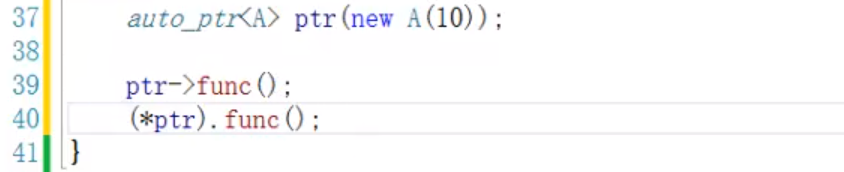 37 auto_ptr<A> ptr(new A(10));
38
39 ptr->func();
40 (*ptr).func();
41 }